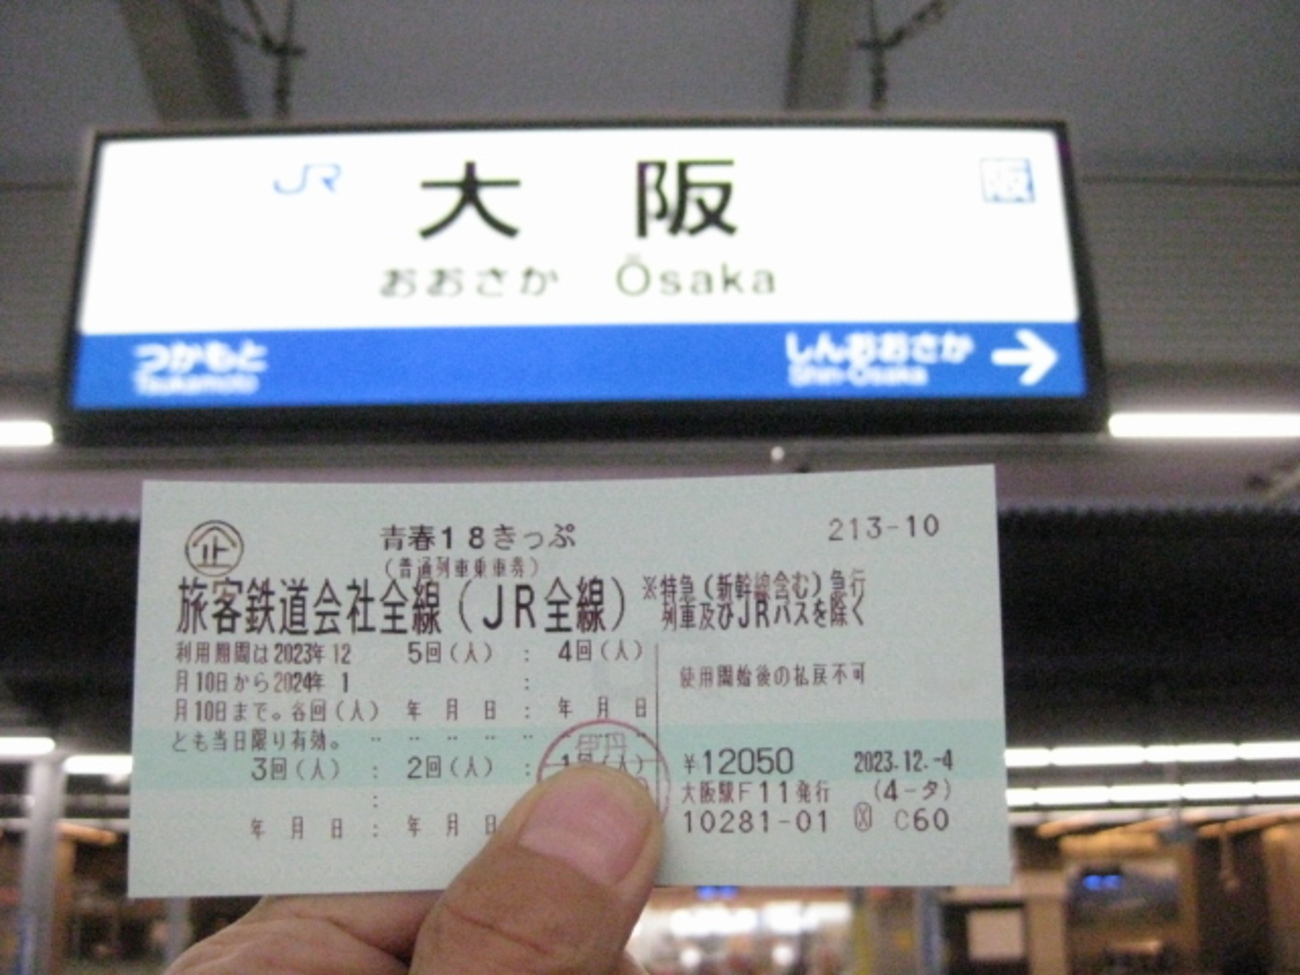 JR 大阪 阪
おおさか Ōsaka
つかもと しんおおさか →
Tsukamoto Shin-Ōsaka
企 青春18きっぷ 213-10
(普通列車乗車券)
旅客鉄道会社全線(JR全線) ※特急(新幹線含む)急行
列車及びJRバスを除く
利用期間は2023年12 5回(人) : 4回(人)
月10日から2024年 1 : 使用開始後の払戻不可
月10日まで。各回(人) 年 月 日 : 年 月 日
とも当日限り有効。 伊丹
3回(人) : 2回(人) : 1回(人) ¥12050 2023.12.-4
: 大阪駅F11発行 (4-タ)
年 月 日 : 年 月 日 10281-01 C60